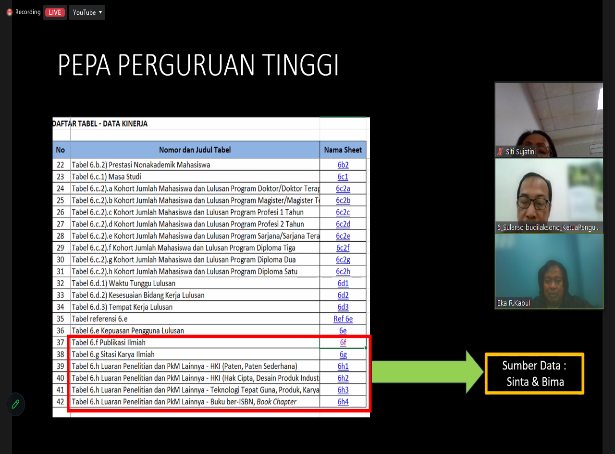 Recording LIVE YouTube
PEPA PERGURUAN TINGGI
DAFTAR TABEL - DATA KINERJA
No Nomor dan Judul Tabel Nama Sheet
22 Tabel 6.b.2) Prestasi Nonakademik Mahasiswa 6b2
23 Tabel 6.c.1) Masa Studi 6c1
24 Tabel 6.c.2).a Kohort Jumlah Mahasiswa dan Lulusan Program Doktor/Doktor Terap 6c2a
25 Tabel 6.c.2).b Kohort Jumlah Mahasiswa dan Lulusan Program Magister/Magister T 6c2b
26 Tabel 6.c.2).c Kohort Jumlah Mahasiswa dan Lulusan Program Profesi 1 Tahun 6c2c
27 Tabel 6.c.2).d Kohort Jumlah Mahasiswa dan Lulusan Program Profesi 2 Tahun 6c2d
28 Tabel 6.c.2).e Kohort Jumlah Mahasiswa dan Lulusan Program Sarjana/Sarjana Tera 6c2e
29 Tabel 6.c.2).f Kohort Jumlah Mahasiswa dan Lulusan Program Diploma Tiga 6c2f
30 Tabel 6.c.2).g Kohort Jumlah Mahasiswa dan Lulusan Program Diploma Dua 6c2g
31 Tabel 6.c.2).h Kohort Jumlah Mahasiswa dan Lulusan Program Diploma Satu 6c2h
32 Tabel 6.d.1) Waktu Tunggu Lulusan 6d1
33 Tabel 6.d.2) Kesesuaian Bidang Kerja Lulusan 6d2
34 Tabel 6.d.3) Tempat Kerja Lulusan 6d3
35 Tabel referensi 6.e Ref 6e
36 Tabel 6.e Kepuasan Pengguna Lulusan 6e
37 Tabel 6.f Publikasi Ilmiah 6f
38 Tabel 6.g Sitasi Karya Ilmiah 6g
39 Tabel 6.h Luaran Penelitian dan PkM Lainnya - HKI (Paten, Paten Sederhana) 6h1
40 Tabel 6.h Luaran Penelitian dan PkM Lainnya - HKI (Hak Cipta, Desain Produk Indust 6h2
41 Tabel 6.h Luaran Penelitian dan PkM Lainnya - Teknologi Tepat Guna, Produk, Karya 6h3
42 Tabel 6.h Luaran Penelitian dan PkM Lainnya - Buku ber-ISBN, Book Chapter 6h4
Sumber Data :
Sinta & Bima
Siti Sujatini
Eka P.Kabul